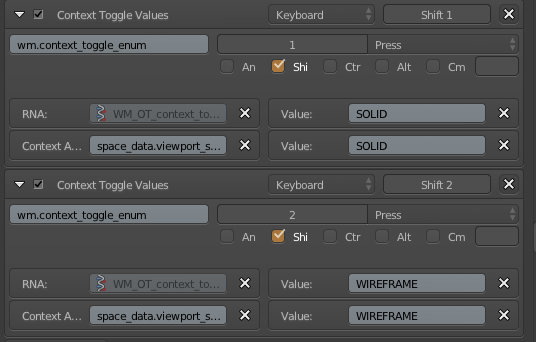 Context Toggle Values Keyboard Shift 1
wm.context_toggle_enum 1 Press
An Shi Ctr Alt Cm
RNA: WM_OT_context_to... Value: SOLID
Context A... space_data.viewport_s... Value: SOLID
Context Toggle Values Keyboard Shift 2
wm.context_toggle_enum 2 Press
An Shi Ctr Alt Cm
RNA: WM_OT_context_to... Value: WIREFRAME
Context A... space_data.viewport_s... Value: WIREFRAME